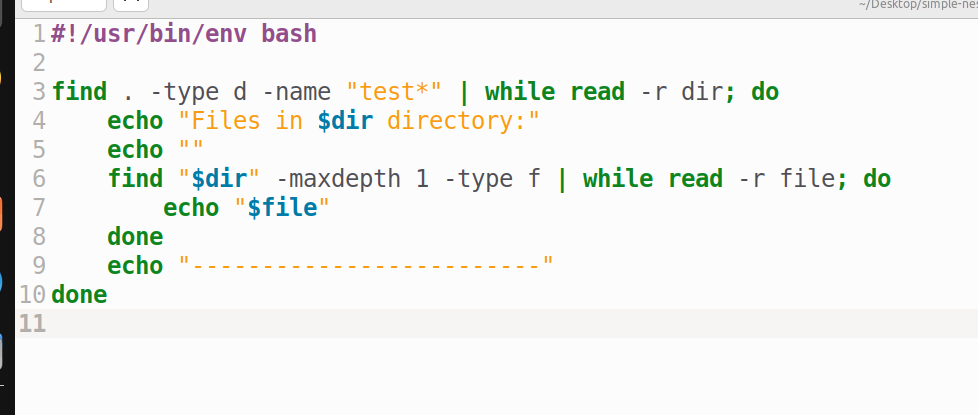 ~/Desktop/simple-nes
1 #!/usr/bin/env bash
2
3 find . -type d -name "test*" | while read -r dir; do
4     echo "Files in $dir directory:"
5     echo ""
6     find "$dir" -maxdepth 1 -type f | while read -r file; do
7         echo "$file"
8     done
9     echo "-------------------------"
10 done
11